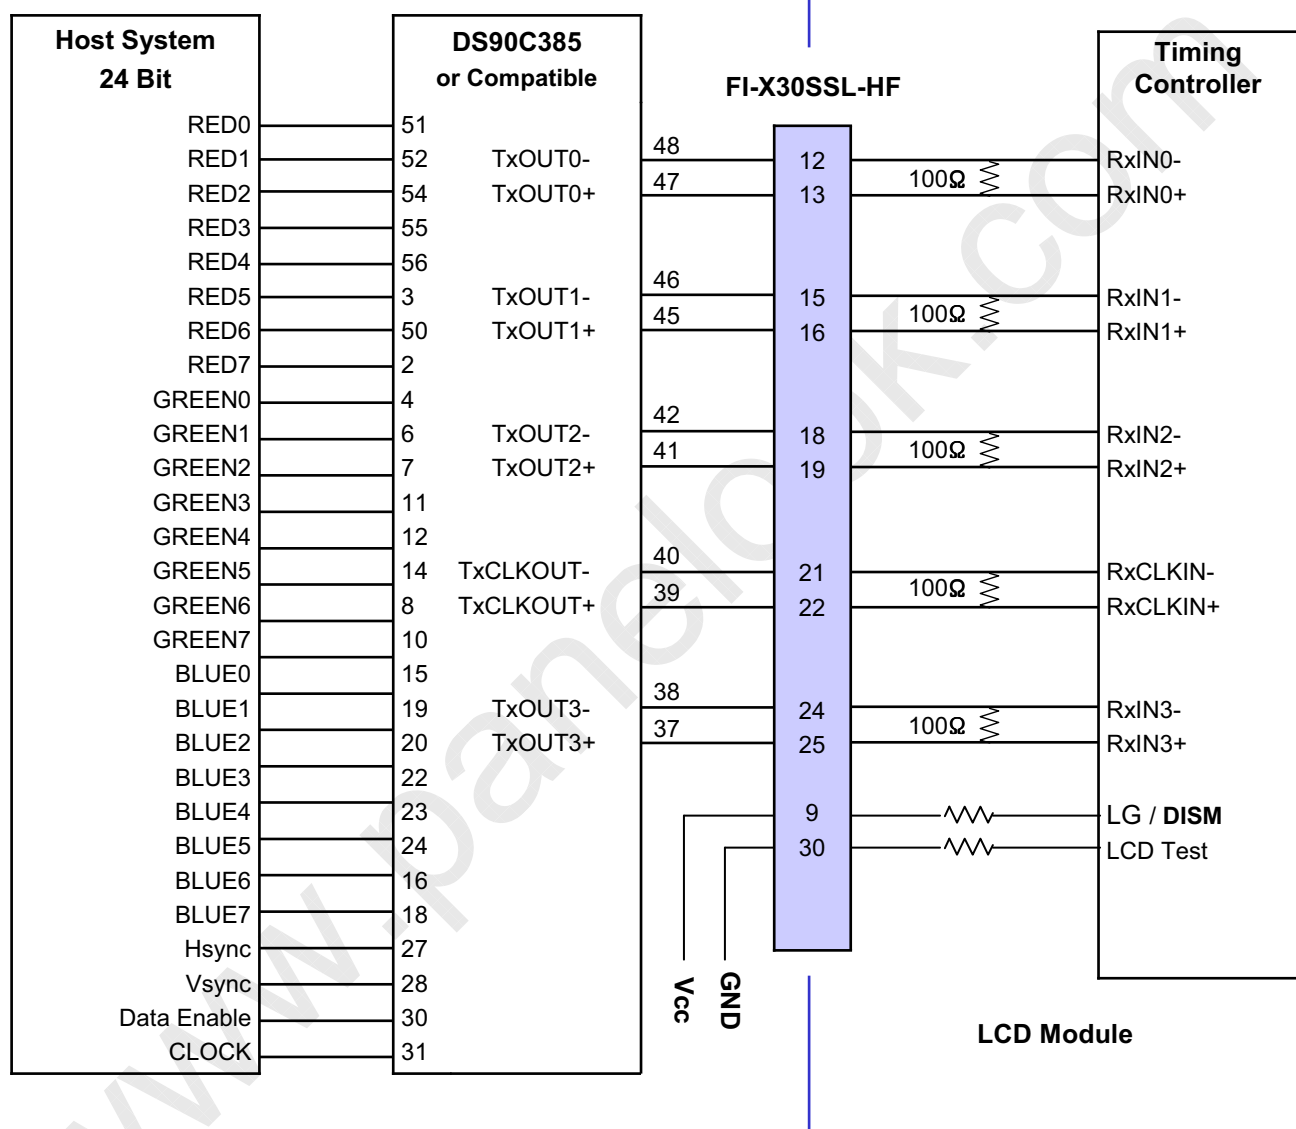 Host System
24 Bit
RED0
RED1
RED2
RED3
RED4
RED5
RED6
RED7
GREEN0
GREEN1
GREEN2
GREEN3
GREEN4
GREEN5
GREEN6
GREEN7
BLUE0
BLUE1
BLUE2
BLUE3
BLUE4
BLUE5
BLUE6
BLUE7
Hsync
Vsync
Data Enable
CLOCK
DS90C385
or Compatible
51
52
54
55
56
3
50
2
4
6
7
11
12
14
8
10
15
19
20
22
23
24
16
18
27
28
30
31
TxOUT0-
TxOUT0+
TxOUT1-
TxOUT1+
TxOUT2-
TxOUT2+
TxCLKOUT-
TxCLKOUT+
TxOUT3-
TxOUT3+
48
47
46
45
42
41
40
39
38
37
Vcc
GND
FI-X30SSL-HF
12
13
15
16
18
19
21
22
24
25
9
30
100Ω
100Ω
100Ω
100Ω
100Ω
Timing
Controller
RxIN0-
RxIN0+
RxIN1-
RxIN1+
RxIN2-
RxIN2+
RxCLKIN-
RxCLKIN+
RxIN3-
RxIN3+
LG / DISM
LCD Test
LCD Module
www.panelook.com